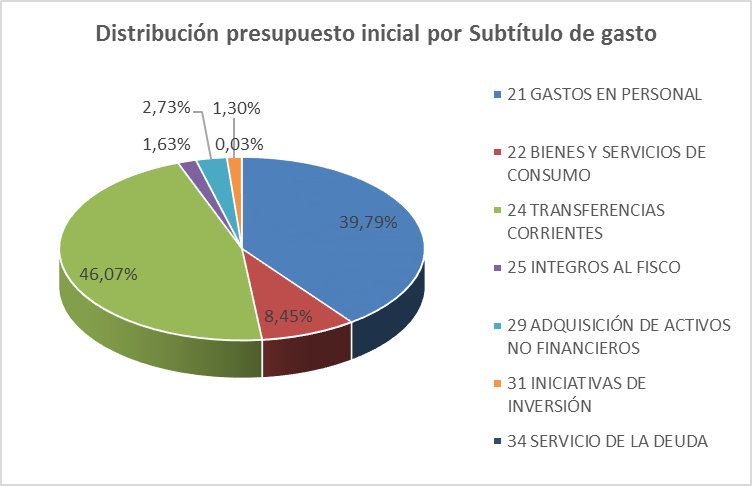 Distribución presupuesto inicial por Subtítulo de gasto
2,73%
1,30%
1,63%
0,03%
39,79%
46,07%
8,45%
21 GASTOS EN PERSONAL
22 BIENES Y SERVICIOS DE
CONSUMO
24 TRANSFERENCIAS
CORRIENTES
25 INTEGROS AL FISCO
29 ADQUISICIÓN DE ACTIVOS
NO FINANCIEROS
31 INICIATIVAS DE
INVERSIÓN
34 SERVICIO DE LA DEUDA